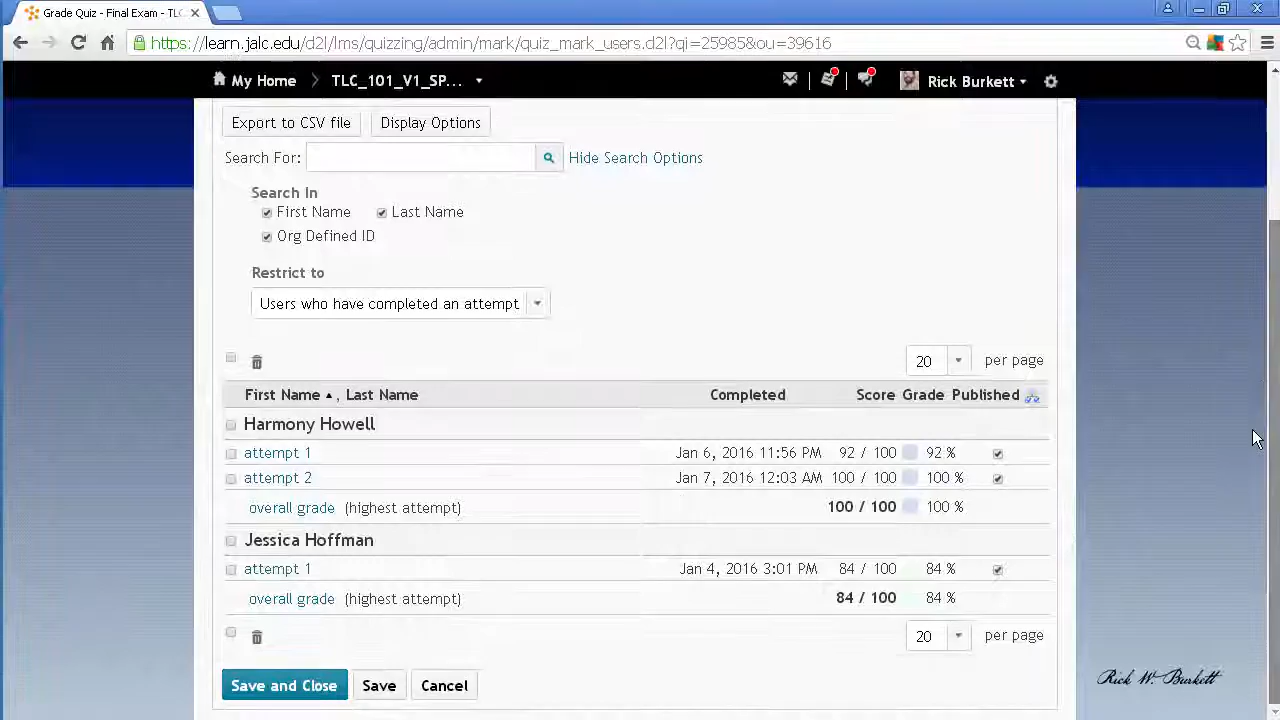 Grade Quiz - Final Exam - TLC
https://learn.jalc.edu/d2l/lms/quizzing/admin/mark/quiz_mark_users.d2l?qi=25985&ou=39616
My Home TLC_101_V1_SP... Rick Burkett
Export to CSV file Display Options
Search For: Hide Search Options
Search In
First Name Last Name
Org Defined ID
Restrict to
Users who have completed an attempt
20 per page
First Name , Last Name Completed Score Grade Published
Harmony Howell
attempt 1 Jan 6, 2016 11:56 PM 92 / 100 92 %
attempt 2 Jan 7, 2016 12:03 AM 100 / 100 100 %
overall grade (highest attempt) 100 / 100 100 %
Jessica Hoffman
attempt 1 Jan 4, 2016 3:01 PM 84 / 100 84 %
overall grade (highest attempt) 84 / 100 84 %
20 per page
Save and Close Save Cancel
Rick W. Burkett